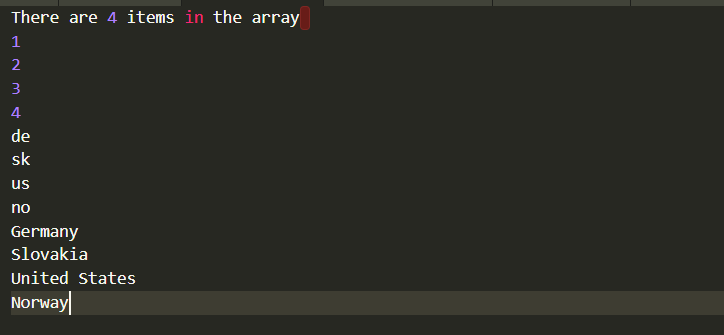 There are 4 items in the array
1
2
3
4
de
sk
us
no
Germany
Slovakia
United States
Norway